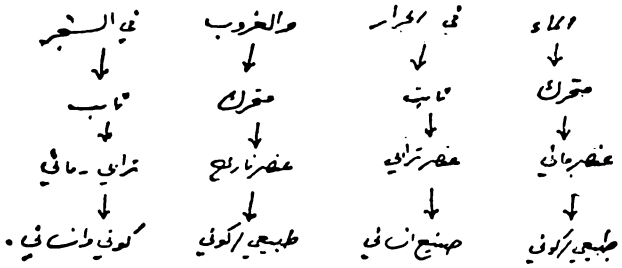 الماء في الجرار والغروب في الشجر
↓ ↓ ↓ ↓
متحرك ثابت متحرك ثابت
↓ ↓ ↓ ↓
عنصر مائي عنصر ترابي عنصر ناري ترابي - مائي
↓ ↓ ↓ ↓
طبيعي/كوني صنيع انساني طبيعي/كوني كوني وانساني.